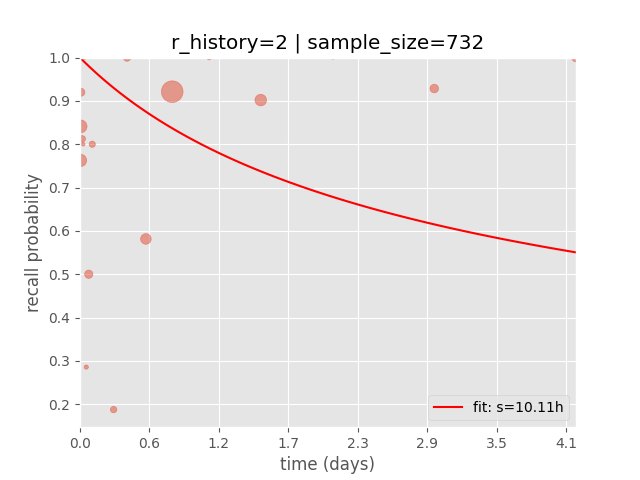 r_history=2 | sample_size=732
recall probability
1.0
0.9
0.8
0.7
0.6
0.5
0.4
0.3
0.2
fit: s=10.11h
0.0 0.6 1.2 1.7 2.3 2.9 3.5 4.1
time (days)